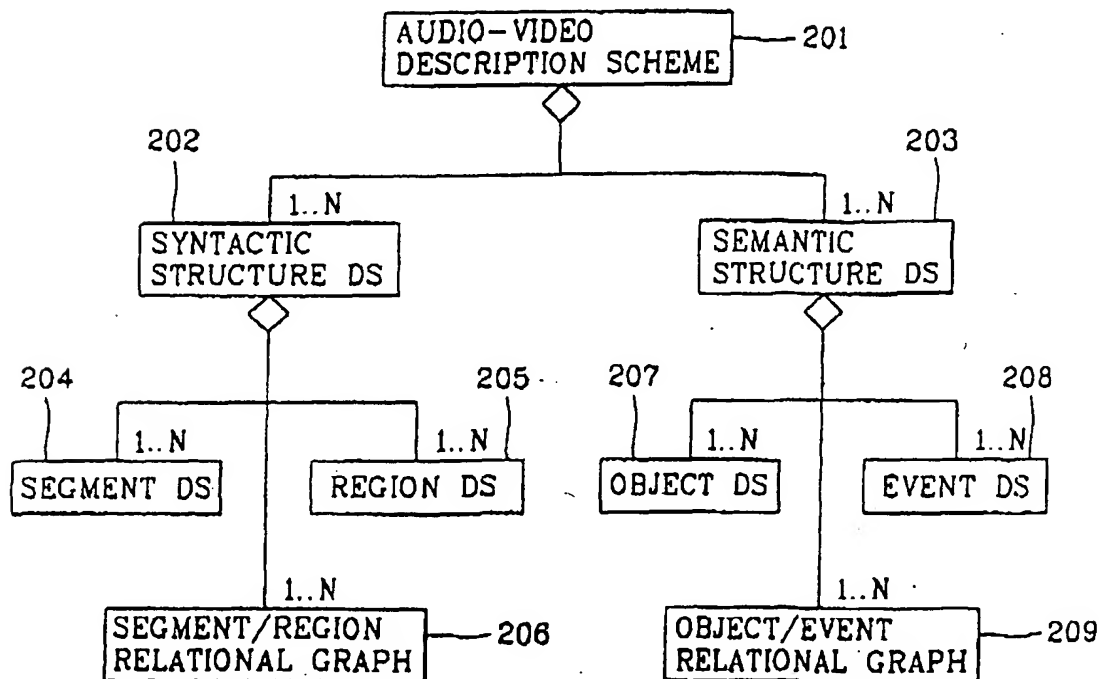 AUDIO-VIDEO
DESCRIPTION SCHEME
201
202
203
1..N
1..N
SYNTACTIC
STRUCTURE DS
SEMANTIC
STRUCTURE DS
204
205
207
208
1..N
1..N
1..N
1..N
SEGMENT DS
REGION DS
OBJECT DS
EVENT DS
1..N
1..N
SEGMENT/REGION
RELATIONAL GRAPH
206
OBJECT/EVENT
RELATIONAL GRAPH
209